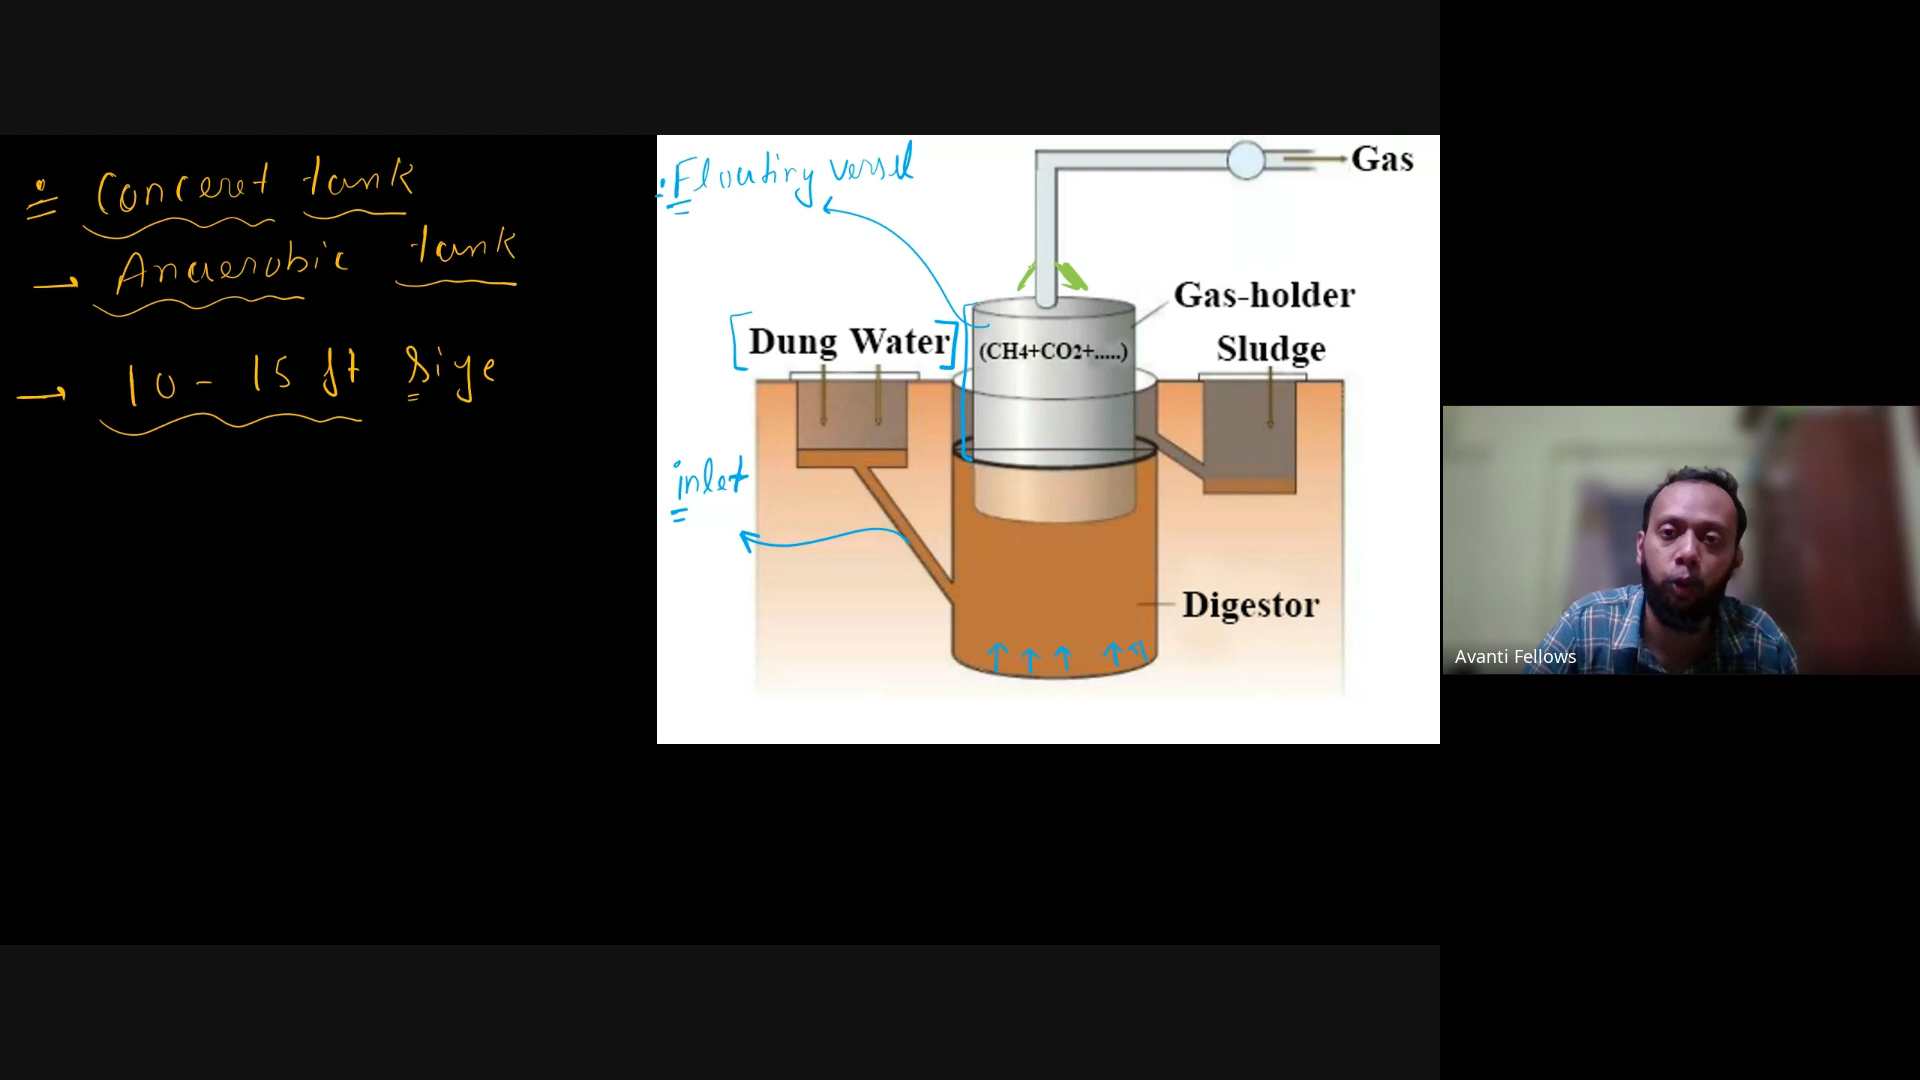 Conceret tank
→ Anaerobic tank
→ 10 - 15 ft size
: Floating vessel
Gas
Gas-holder
[Dung Water]
(CH4+CO2+.....)
Sludge
inlet
Digestor
Avanti Fellows